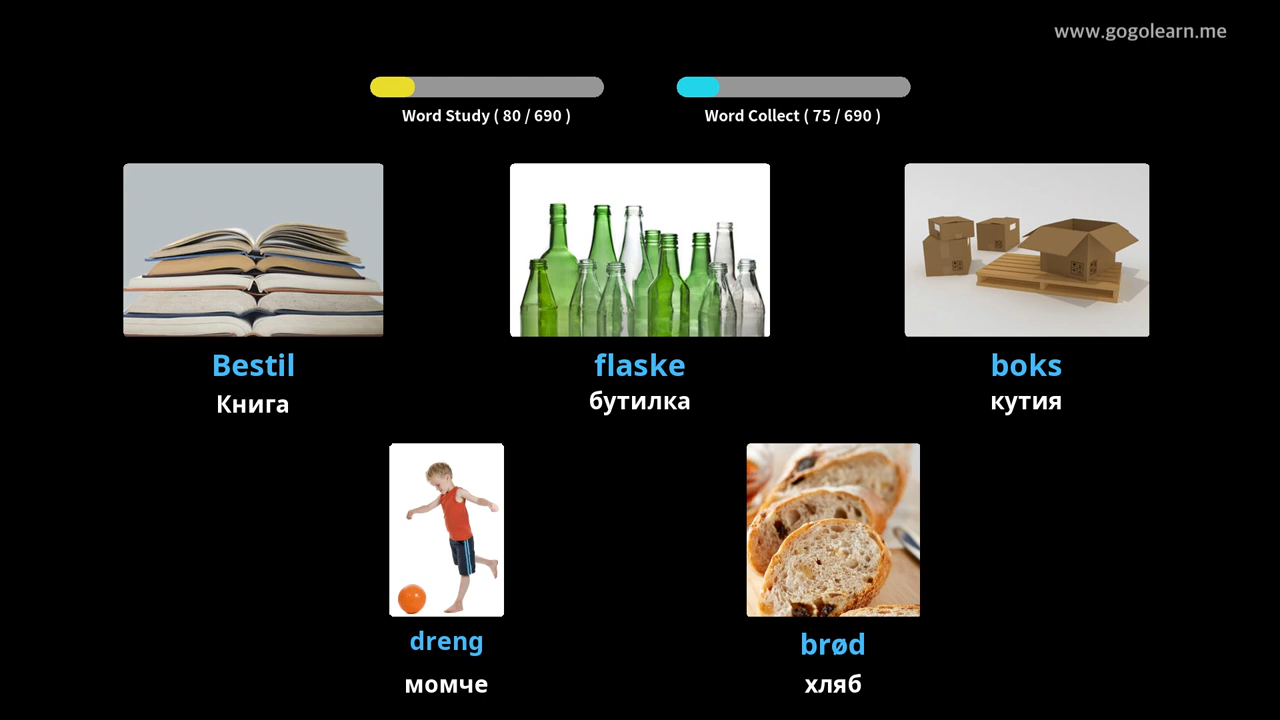 www.gogolearn.me
Word Study ( 80 / 690 )
Word Collect ( 75 / 690 )
Bestil
flaske
boks
Книга
бутилка
кутия
dreng
brød
момче
хляб